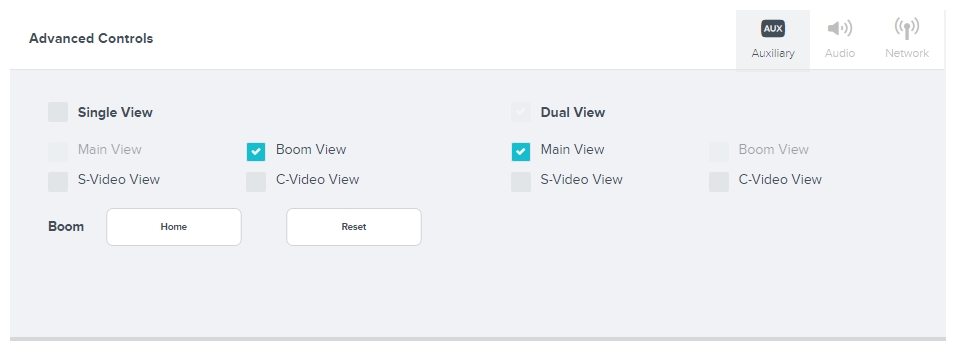 Advanced Controls
AUX
Auxiliary
Audio
Network
Single View
Dual View
Main View
Boom View
Main View
Boom View
S-Video View
C-Video View
S-Video View
C-Video View
Boom
Home
Reset